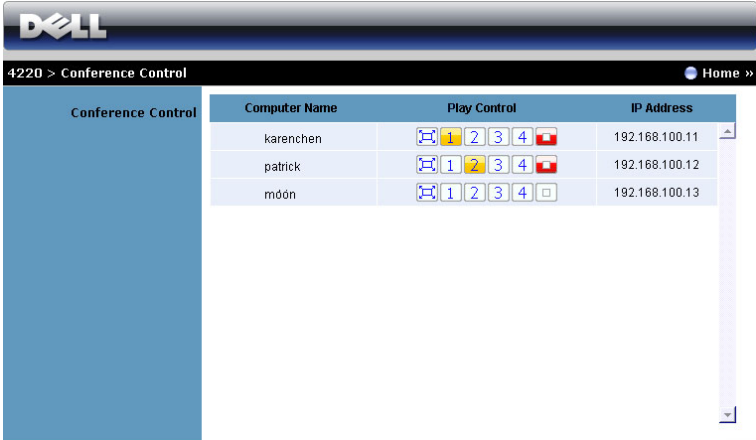 DELL
4220 > Conference Control Home »
Conference Control
Computer Name Play Control IP Address
karenchen 1 2 3 4 192.168.100.11
patrick 1 2 3 4 192.168.100.12
móón 1 2 3 4 192.168.100.13